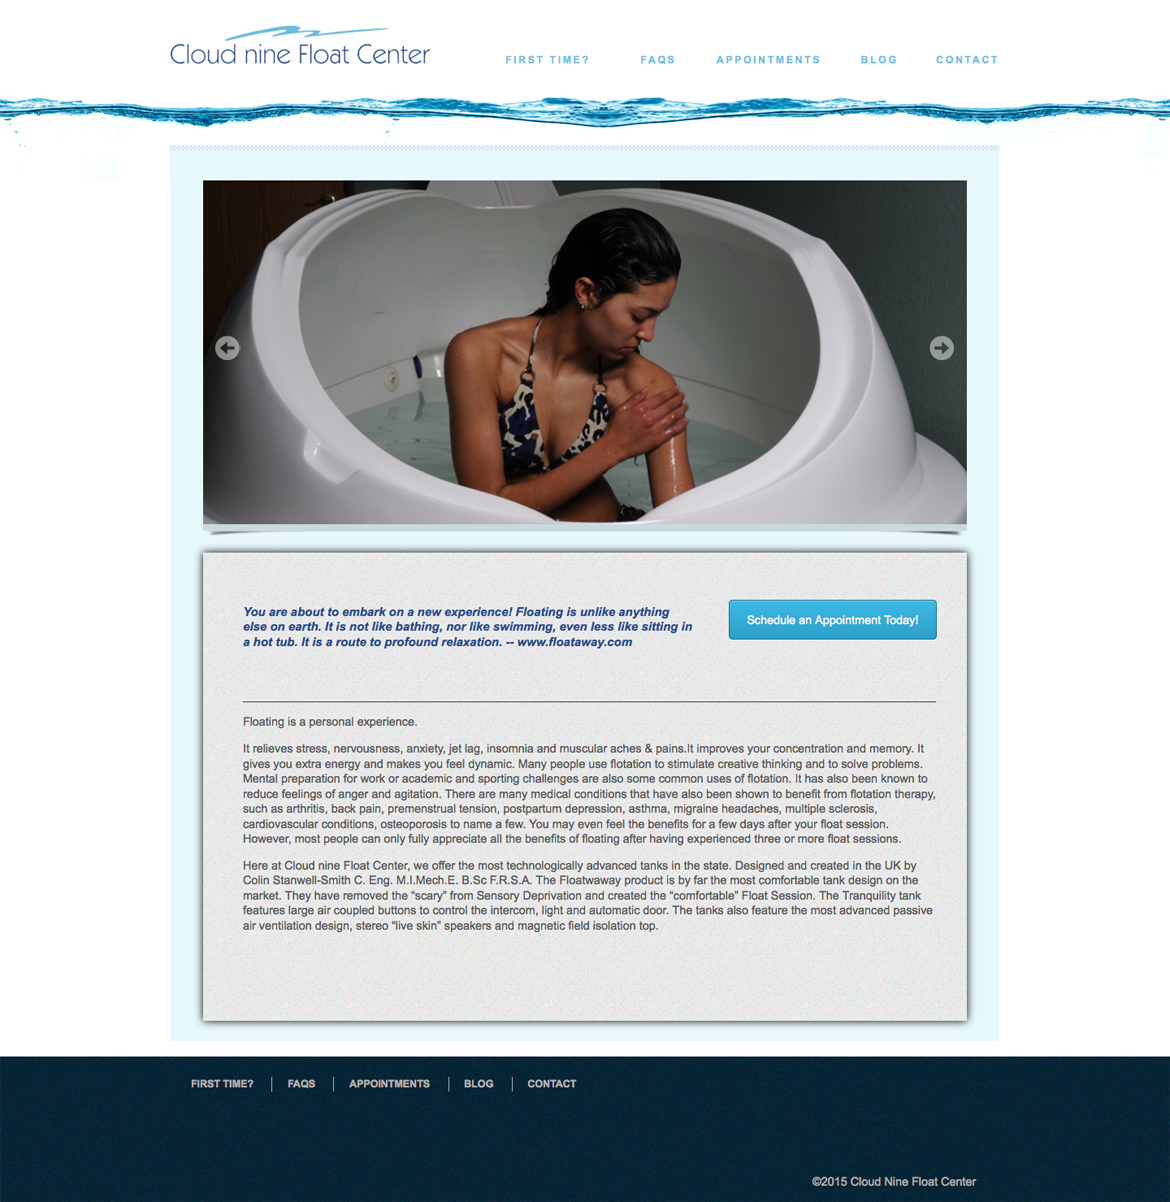 Cloud nine Float Center
FIRST TIME?
FAQS
APPOINTMENTS
BLOG
CONTACT
You are about to embark on a new experience! Floating is unlike anything
else on earth. It is not like bathing, nor like swimming, even less like sitting in
a hot tub. It is a route to profound relaxation. -- www.floataway.com
Schedule an Appointment Today!
Floating is a personal experience.
It relieves stress, nervousness, anxiety, jet lag, insomnia and muscular aches & pains.It improves your concentration and memory. It
gives you extra energy and makes you feel dynamic. Many people use flotation to stimulate creative thinking and to solve problems.
Mental preparation for work or academic and sporting challenges are also some common uses of flotation. It has also been known to
reduce feelings of anger and agitation. There are many medical conditions that have also been shown to benefit from flotation therapy,
such as arthritis, back pain, premenstrual tension, postpartum depression, asthma, migraine headaches, multiple sclerosis,
cardiovascular conditions, osteoporosis to name a few. You may even feel the benefits for a few days after your float session.
However, most people can only fully appreciate all the benefits of floating after having experienced three or more float sessions.
Here at Cloud nine Float Center, we offer the most technologically advanced tanks in the state. Designed and created in the UK by
Colin Stanwell-Smith C. Eng. M.I.Mech.E. B.Sc F.R.S.A. The Floatwaway product is by far the most comfortable tank design on the
market. They have removed the “scary” from Sensory Deprivation and created the “comfortable” Float Session. The Tranquility tank
features large air coupled buttons to control the intercom, light and automatic door. The tanks also feature the most advanced passive
air ventilation design, stereo “live skin” speakers and magnetic field isolation top.
FIRST TIME?
FAQS
APPOINTMENTS
BLOG
CONTACT
©2015 Cloud Nine Float Center